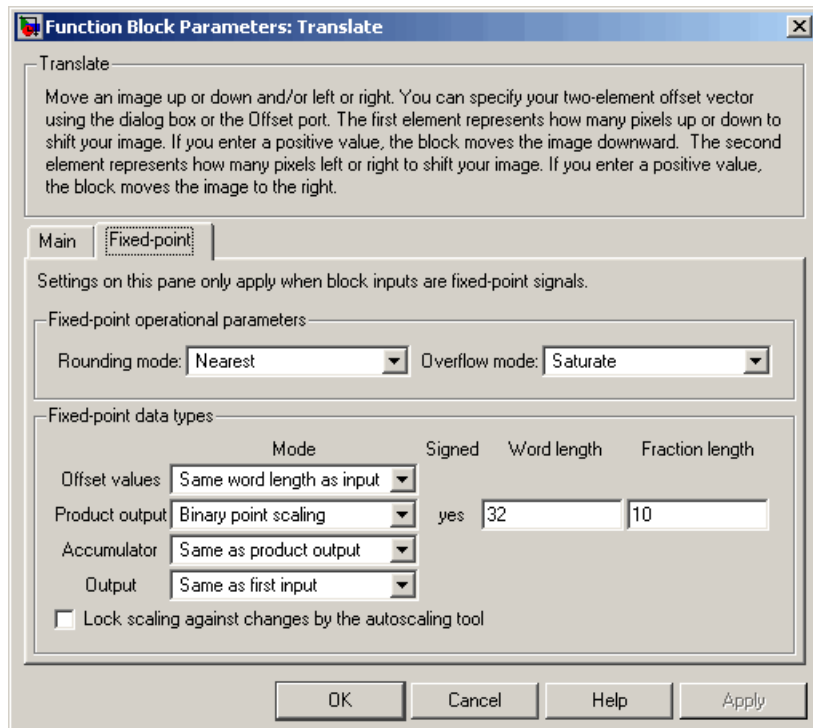 Function Block Parameters: Translate
Translate
Move an image up or down and/or left or right. You can specify your two-element offset vector
using the dialog box or the Offset port. The first element represents how many pixels up or down to
shift your image. If you enter a positive value, the block moves the image downward.  The second
element represents how many pixels left or right to shift your image. If you enter a positive value,
the block moves the image to the right.
Main Fixed-point
Settings on this pane only apply when block inputs are fixed-point signals.
Fixed-point operational parameters
Rounding mode: Nearest Overflow mode: Saturate
Fixed-point data types
Mode Signed Word length Fraction length
Offset values Same word length as input
Product output Binary point scaling yes 32 10
Accumulator Same as product output
Output Same as first input
Lock scaling against changes by the autoscaling tool
OK Cancel Help Apply